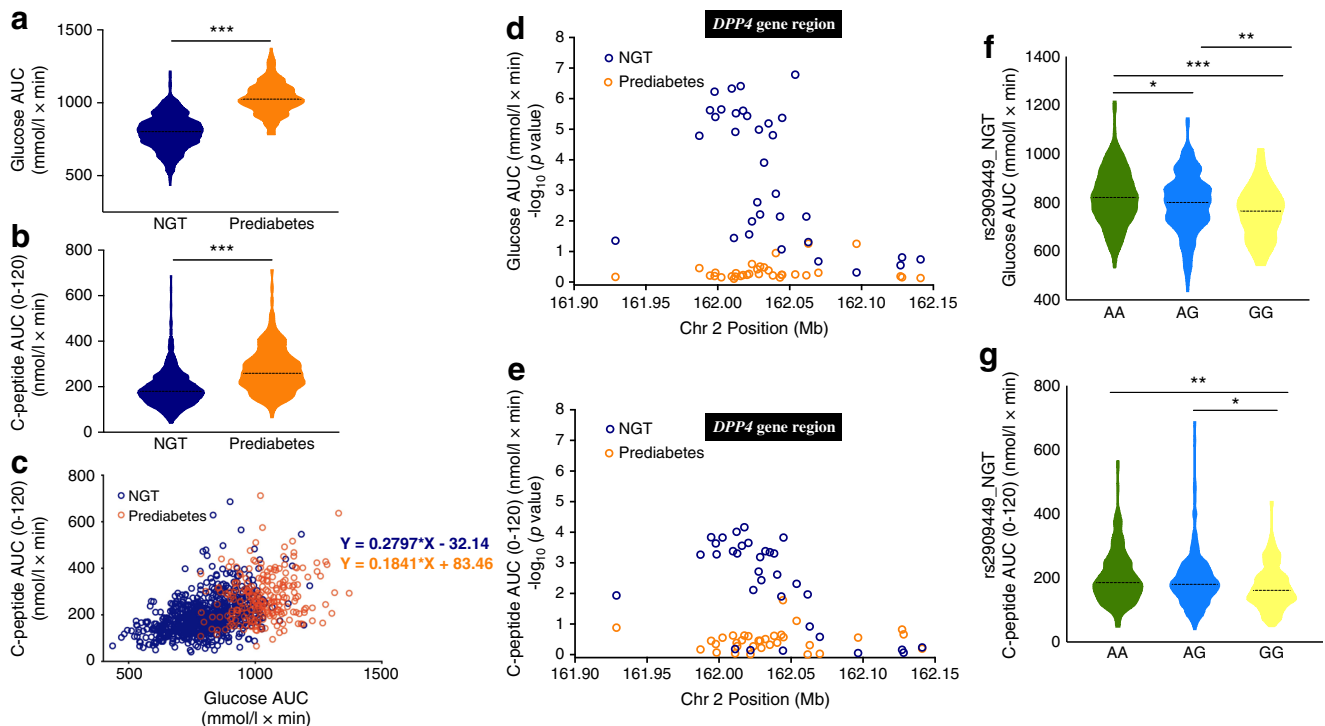 a
1500
1000
500
Glucose AUC
(mmol/l × min)
***
NGT
Prediabetes
b
800
600
400
200
0
C-peptide AUC (0-120)
(nmol/l × min)
***
NGT
Prediabetes
c
800
600
400
200
0
C-peptide AUC (0-120)
(nmol/l × min)
NGT
Prediabetes
Y = 0.2797*X - 32.14
Y = 0.1841*X + 83.46
500
1000
1500
Glucose AUC
(mmol/l × min)
d
DPP4 gene region
8
7
6
5
4
3
2
1
0
Glucose AUC (mmol/l × min)
-log10 (p value)
NGT
Prediabetes
161.90
161.95
162.00
162.05
162.10
162.15
Chr 2 Position (Mb)
e
DPP4 gene region
8
7
6
5
4
3
2
1
0
C-peptide AUC (0-120) (nmol/l × min)
-log10 (p value)
NGT
Prediabetes
161.90
161.95
162.00
162.05
162.10
162.15
Chr 2 Position (Mb)
f
1400
1200
1000
800
600
400
rs2909449_NGT
Glucose AUC (mmol/l × min)
**
***
*
AA
AG
GG
g
800
600
400
200
0
rs2909449_NGT
C-peptide AUC (0-120) (nmol/l × min)
**
*
AA
AG
GG